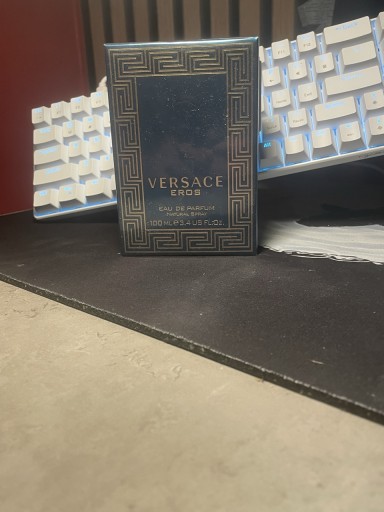 VERSACE
EROS
EAU DE PARFUM
NATURAL SPRAY
100 ML ℮ 3.4 US FL.OZ.